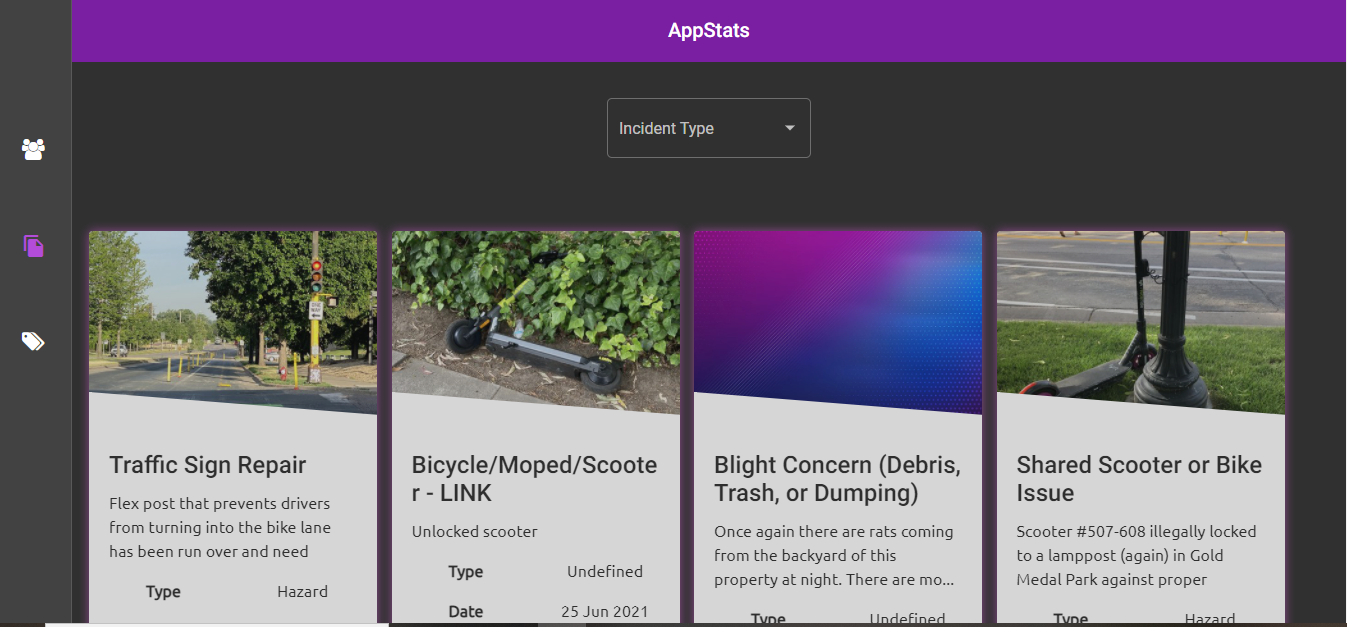 AppStats
Incident Type
Traffic Sign Repair
Flex post that prevents drivers
from turning into the bike lane
has been run over and need
Type Hazard
Bicycle/Moped/Scoote
r - LINK
Unlocked scooter
Type Undefined
Date 25 Jun 2021
Blight Concern (Debris,
Trash, or Dumping)
Once again there are rats coming
from the backyard of this
property at night. There are mo...
Type Undefined
Shared Scooter or Bike
Issue
Scooter #507-608 illegally locked
to a lamppost (again) in Gold
Medal Park against proper
Type Hazard